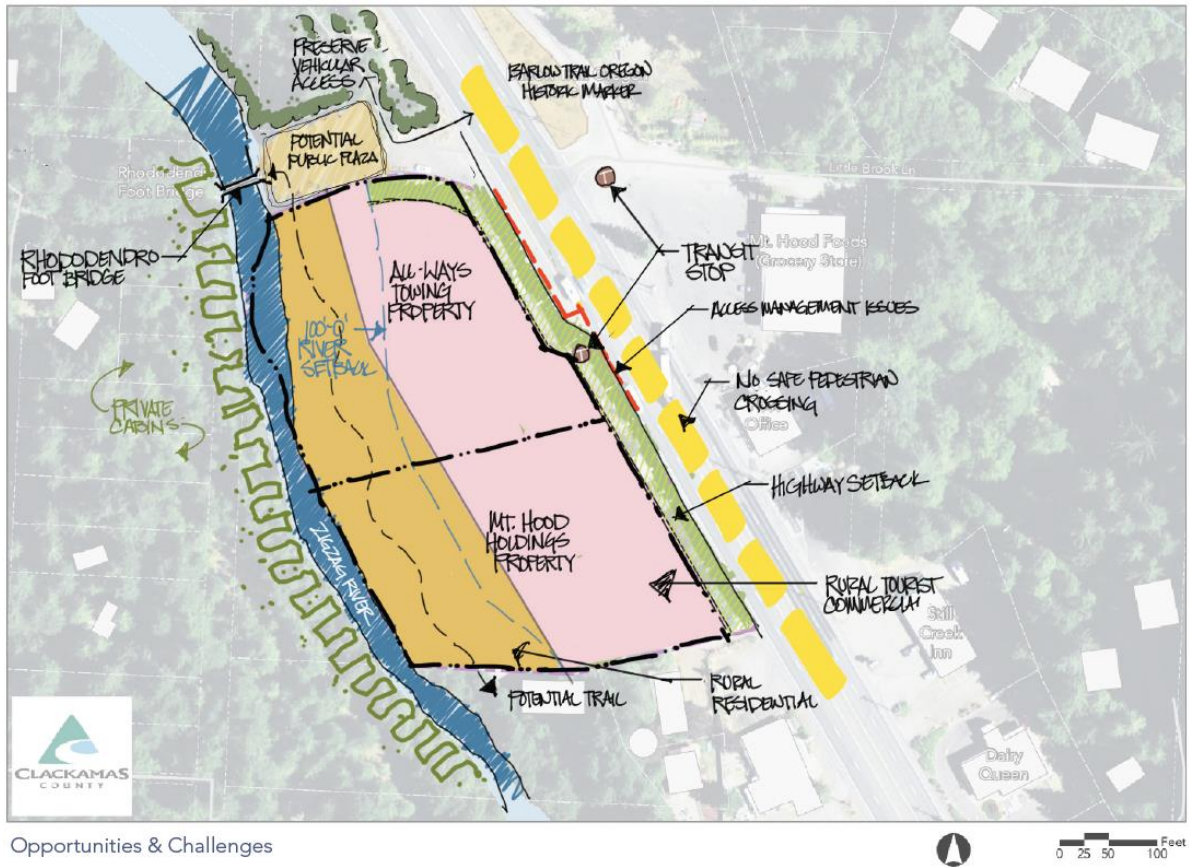 PRESERVE
VEHICULAR
ACCESS
BARLOW TRAIL OREGON
HISTORIC MARKER
POTENTIAL
PUBLIC PLAZA
Rhododend
Foot Bridge
Little Brook Ln
RHODODENDRO
FOOT BRIDGE
Mt. Hood Foods
(Grocery Store)
TRANSIT
STOP
ALL-WAYS
TOWING
PROPERTY
ACCESS MANAGEMENT ISSUES
100'-0"
RIVER
SETBACK
NO SAFE PEDESTRIAN
CROSSING
Office
PRIVATE
CABINS
HIGHWAY SETBACK
MT. HOOD
HOLDINGS
PROPERTY
ZIGZAG RIVER
RURAL TOURIST
COMMERCIAL
Still
Creek
Inn
RURAL
RESIDENTIAL
POTENTIAL TRAIL
Dairy
Queen
CLACKAMAS
COUNTY
Opportunities & Challenges
Feet
0 25 50 100